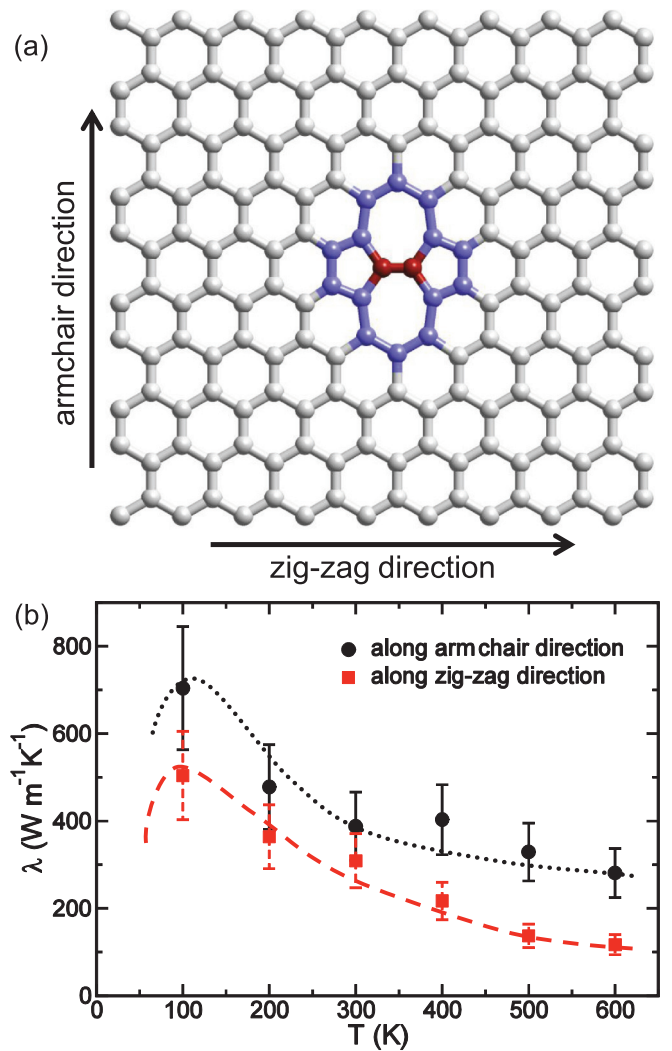 (a)
armchair direction
zig-zag direction
(b)
along armchair direction
along zig-zag direction
λ (W m⁻¹K⁻¹)
800
600
400
200
0
100 200 300 400 500 600
T (K)